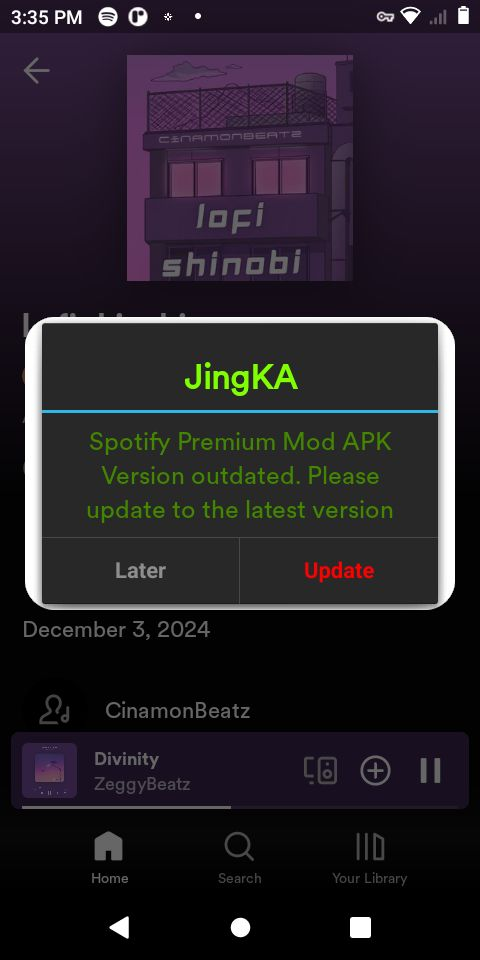 3:35 PM
CINAMONBEATZ
lofi
shinobi
JingKA
Spotify Premium Mod APK
Version outdated. Please
update to the latest version
Later
Update
December 3, 2024
CinamonBeatz
Divinity
ZeggyBeatz
Home
Search
Your Library